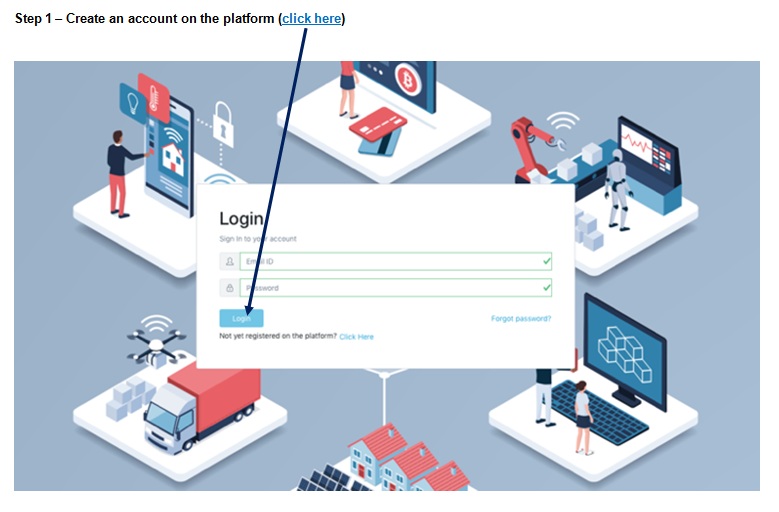 Step 1 – Create an account on the platform (click here)
Login
Sign In to your account
Email ID
Password
Login
Forgot password?
Not yet registered on the platform? Click Here